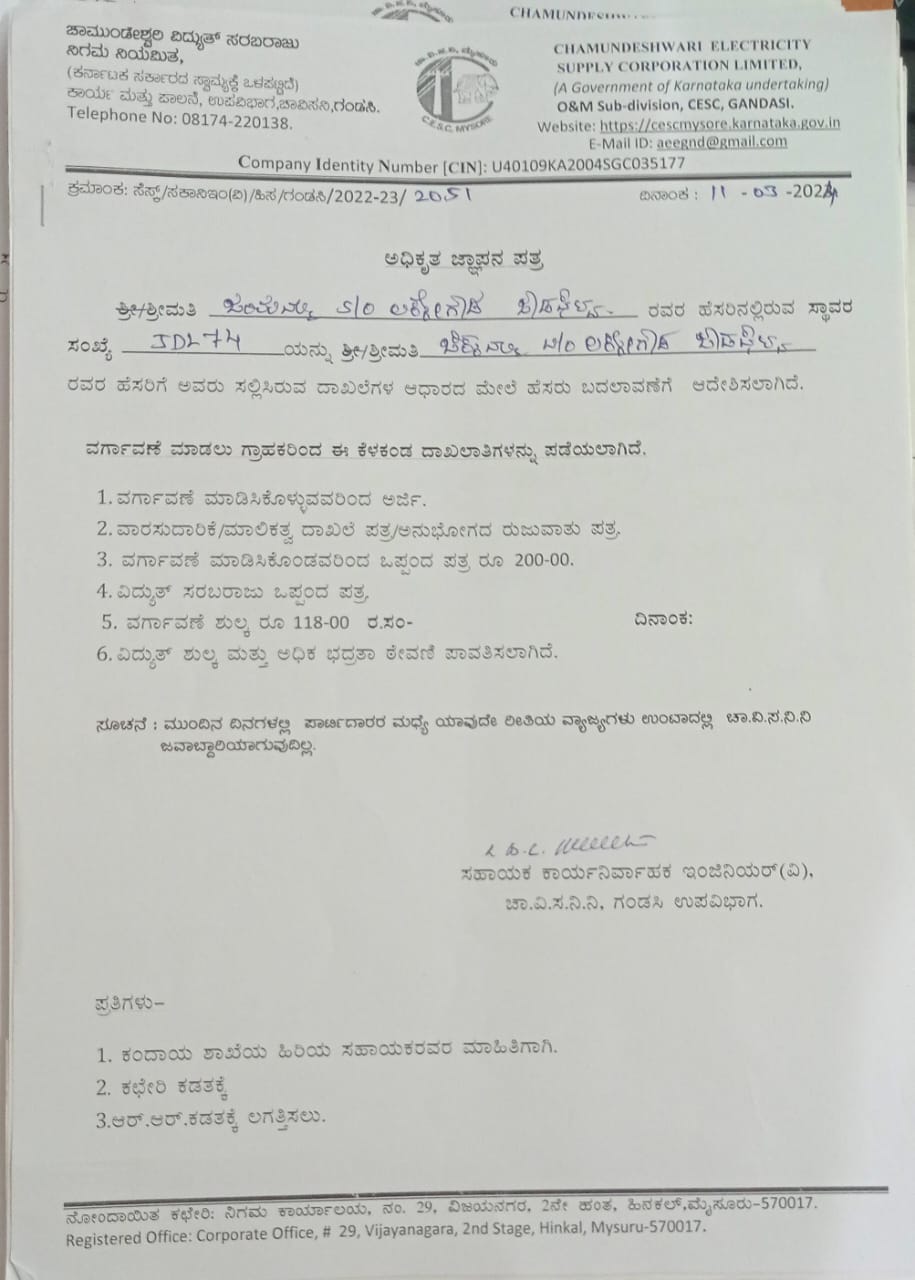 CHAMUNDESHW
ಚಾಮುಂಡೇಶ್ವರಿ ವಿದ್ಯುತ್ ಸರಬರಾಜು
ನಿಗಮ ನಿಯಮಿತ,
(ಕರ್ನಾಟಕ ಸರ್ಕಾರದ ಸ್ವಾಮ್ಯಕ್ಕೆ ಒಳಪಟ್ಟಿದೆ)
ಕಾರ್ಯ ಮತ್ತು ಪಾಲನೆ, ಉಪವಿಭಾಗ,ಚಾವಿಸನಿ,ಗಂಡಸಿ.
Telephone No: 08174-220138.
C.E.S.C. MYSORE
CHAMUNDESHWARI ELECTRICITY
SUPPLY CORPORATION LIMITED,
(A Government of Karnataka undertaking)
O&M Sub-division, CESC, GANDASI.
Website: https://cescmysore.karnataka.gov.in
E-Mail ID: aeegnd@gmail.com
Company Identity Number [CIN]: U40109KA2004SGC035177
ಕ್ರಮಾಂಕ: ಸೆಸ್ಕ್/ಸಕಾನಿಇಂ(ವಿ)/ಹಿಸ/ಗಂಡಸಿ/2022-23/ 2051 ದಿನಾಂಕ : 11 - 03 -2024
ಅಧಿಕೃತ ಜ್ಞಾಪನ ಪತ್ರ
ಶ್ರೀ/ಶ್ರೀಮತಿ S/O ರವರ ಹೆಸರಿನಲ್ಲಿರುವ ಸ್ಥಾವರ
ಸಂಖ್ಯೆ JDL74 ಯನ್ನು ಶ್ರೀ/ಶ್ರೀಮತಿ
ರವರ ಹೆಸರಿಗೆ ಅವರು ಸಲ್ಲಿಸಿರುವ ದಾಖಲೆಗಳ ಆಧಾರದ ಮೇಲೆ ಹೆಸರು ಬದಲಾವಣೆಗೆ ಆದೇಶಿಸಲಾಗಿದೆ.
ವರ್ಗಾವಣೆ ಮಾಡಲು ಗ್ರಾಹಕರಿಂದ ಈ ಕೆಳಕಂಡ ದಾಖಲಾತಿಗಳನ್ನು ಪಡೆಯಲಾಗಿದೆ.
1. ವರ್ಗಾವಣೆ ಮಾಡಿಸಿಕೊಳ್ಳುವವರಿಂದ ಅರ್ಜಿ.
2. ವಾರಸುದಾರಿಕೆ/ಮಾಲಿಕತ್ವ ದಾಖಲೆ ಪತ್ರ/ಅನುಭೋಗದ ರುಜುವಾತು ಪತ್ರ.
3. ವರ್ಗಾವಣೆ ಮಾಡಿಸಿಕೊಂಡವರಿಂದ ಒಪ್ಪಂದ ಪತ್ರ ರೂ 200-00.
4. ವಿದ್ಯುತ್ ಸರಬರಾಜು ಒಪ್ಪಂದ ಪತ್ರ.
5. ವರ್ಗಾವಣೆ ಶುಲ್ಕ ರೂ 118-00 ರ.ಸಂ- ದಿನಾಂಕ:
6. ವಿದ್ಯುತ್ ಶುಲ್ಕ ಮತ್ತು ಅಧಿಕ ಭದ್ರತಾ ಠೇವಣಿ ಪಾವತಿಸಲಾಗಿದೆ.
ಸೂಚನೆ : ಮುಂದಿನ ದಿನಗಳಲ್ಲಿ ಪಾರ್ಟಿದಾರರ ಮಧ್ಯೆ ಯಾವುದೇ ರೀತಿಯ ವ್ಯಾಜ್ಯಗಳು ಉಂಟಾದಲ್ಲಿ ಚಾ.ವಿ.ಸ.ನಿ.ನಿ
ಜವಾಬ್ದಾರಿಯಾಗುವುದಿಲ್ಲ.
ಸಹಾಯಕ ಕಾರ್ಯನಿರ್ವಾಹಕ ಇಂಜಿನಿಯರ್(ವಿ),
ಚಾ.ವಿ.ಸ.ನಿ.ನಿ, ಗಂಡಸಿ ಉಪವಿಭಾಗ.
ಪ್ರತಿಗಳು-
1. ಕಂದಾಯ ಶಾಖೆಯ ಹಿರಿಯ ಸಹಾಯಕರವರ ಮಾಹಿತಿಗಾಗಿ.
2. ಕಛೇರಿ ಕಡತಕ್ಕೆ
3.ಆರ್.ಆರ್.ಕಡತಕ್ಕೆ ಲಗತ್ತಿಸಲು.
ನೋಂದಾಯಿತ ಕಛೇರಿ: ನಿಗಮ ಕಾರ್ಯಾಲಯ, ನಂ. 29, ವಿಜಯನಗರ, 2ನೇ ಹಂತ, ಹಿನಕಲ್,ಮೈಸೂರು-570017.
Registered Office: Corporate Office, # 29, Vijayanagara, 2nd Stage, Hinkal, Mysuru-570017.